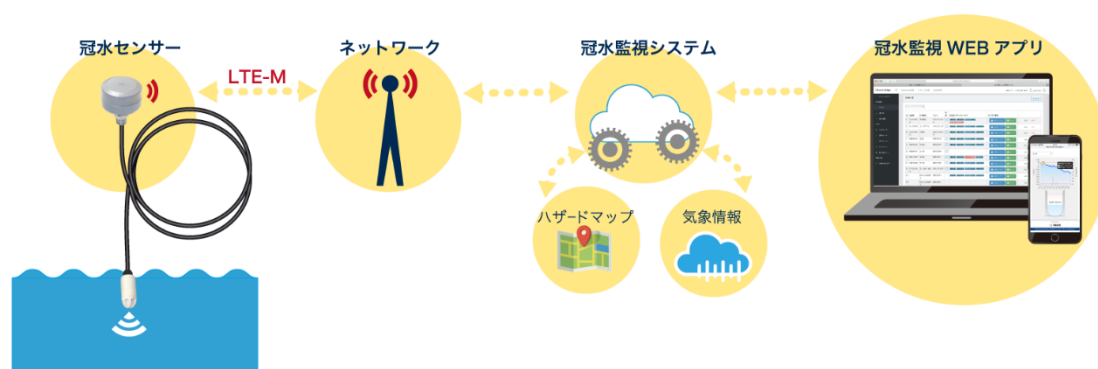 冠水センサー
LTE-M
ネットワーク
冠水監視システム
ハザードマップ
気象情報
冠水監視 WEB アプリ